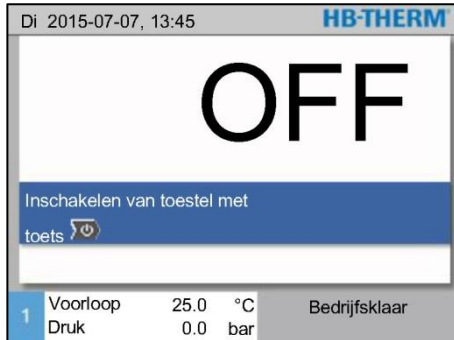 Di 2015-07-07, 13:45 HB-THERM
OFF
Inschakelen van toestel met
toets
1 Voorloop 25.0 °C Bedrijfsklaar
Druk 0.0 bar